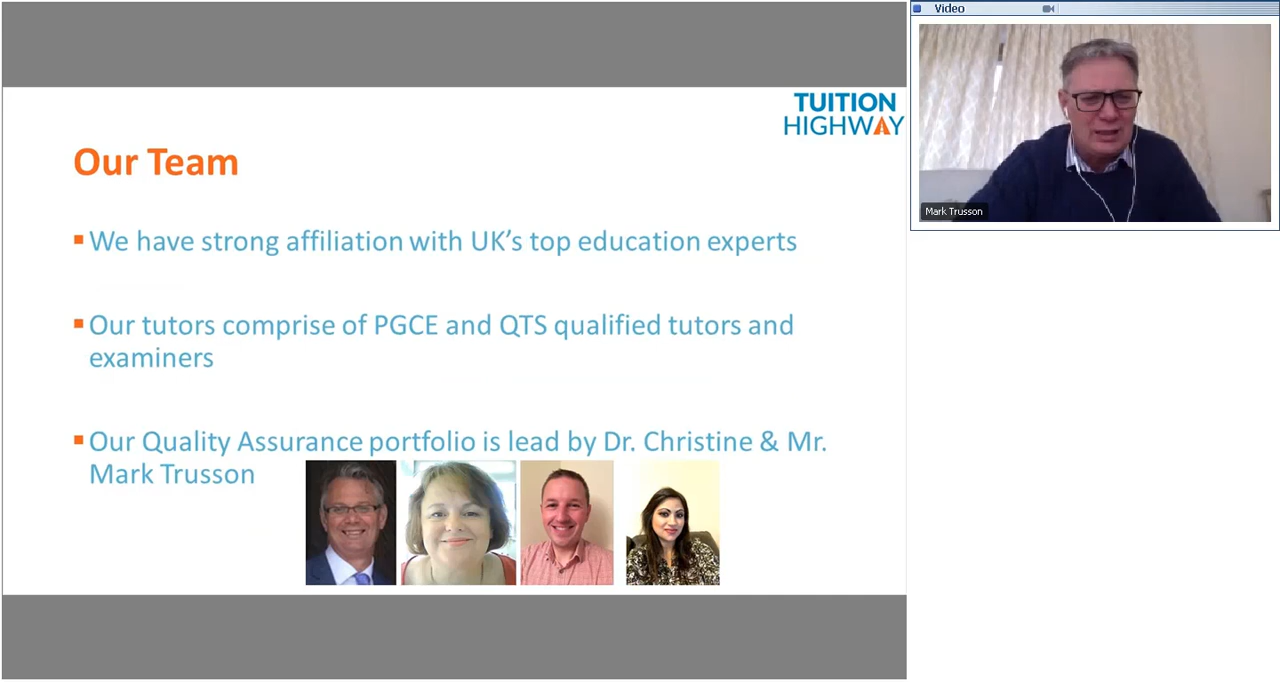 Video
TUITION
HIGHWAY
Our Team
We have strong affiliation with UK’s top education experts
Our tutors comprise of PGCE and QTS qualified tutors and
examiners
Our Quality Assurance portfolio is lead by Dr. Christine & Mr.
Mark Trusson
Mark Trusson